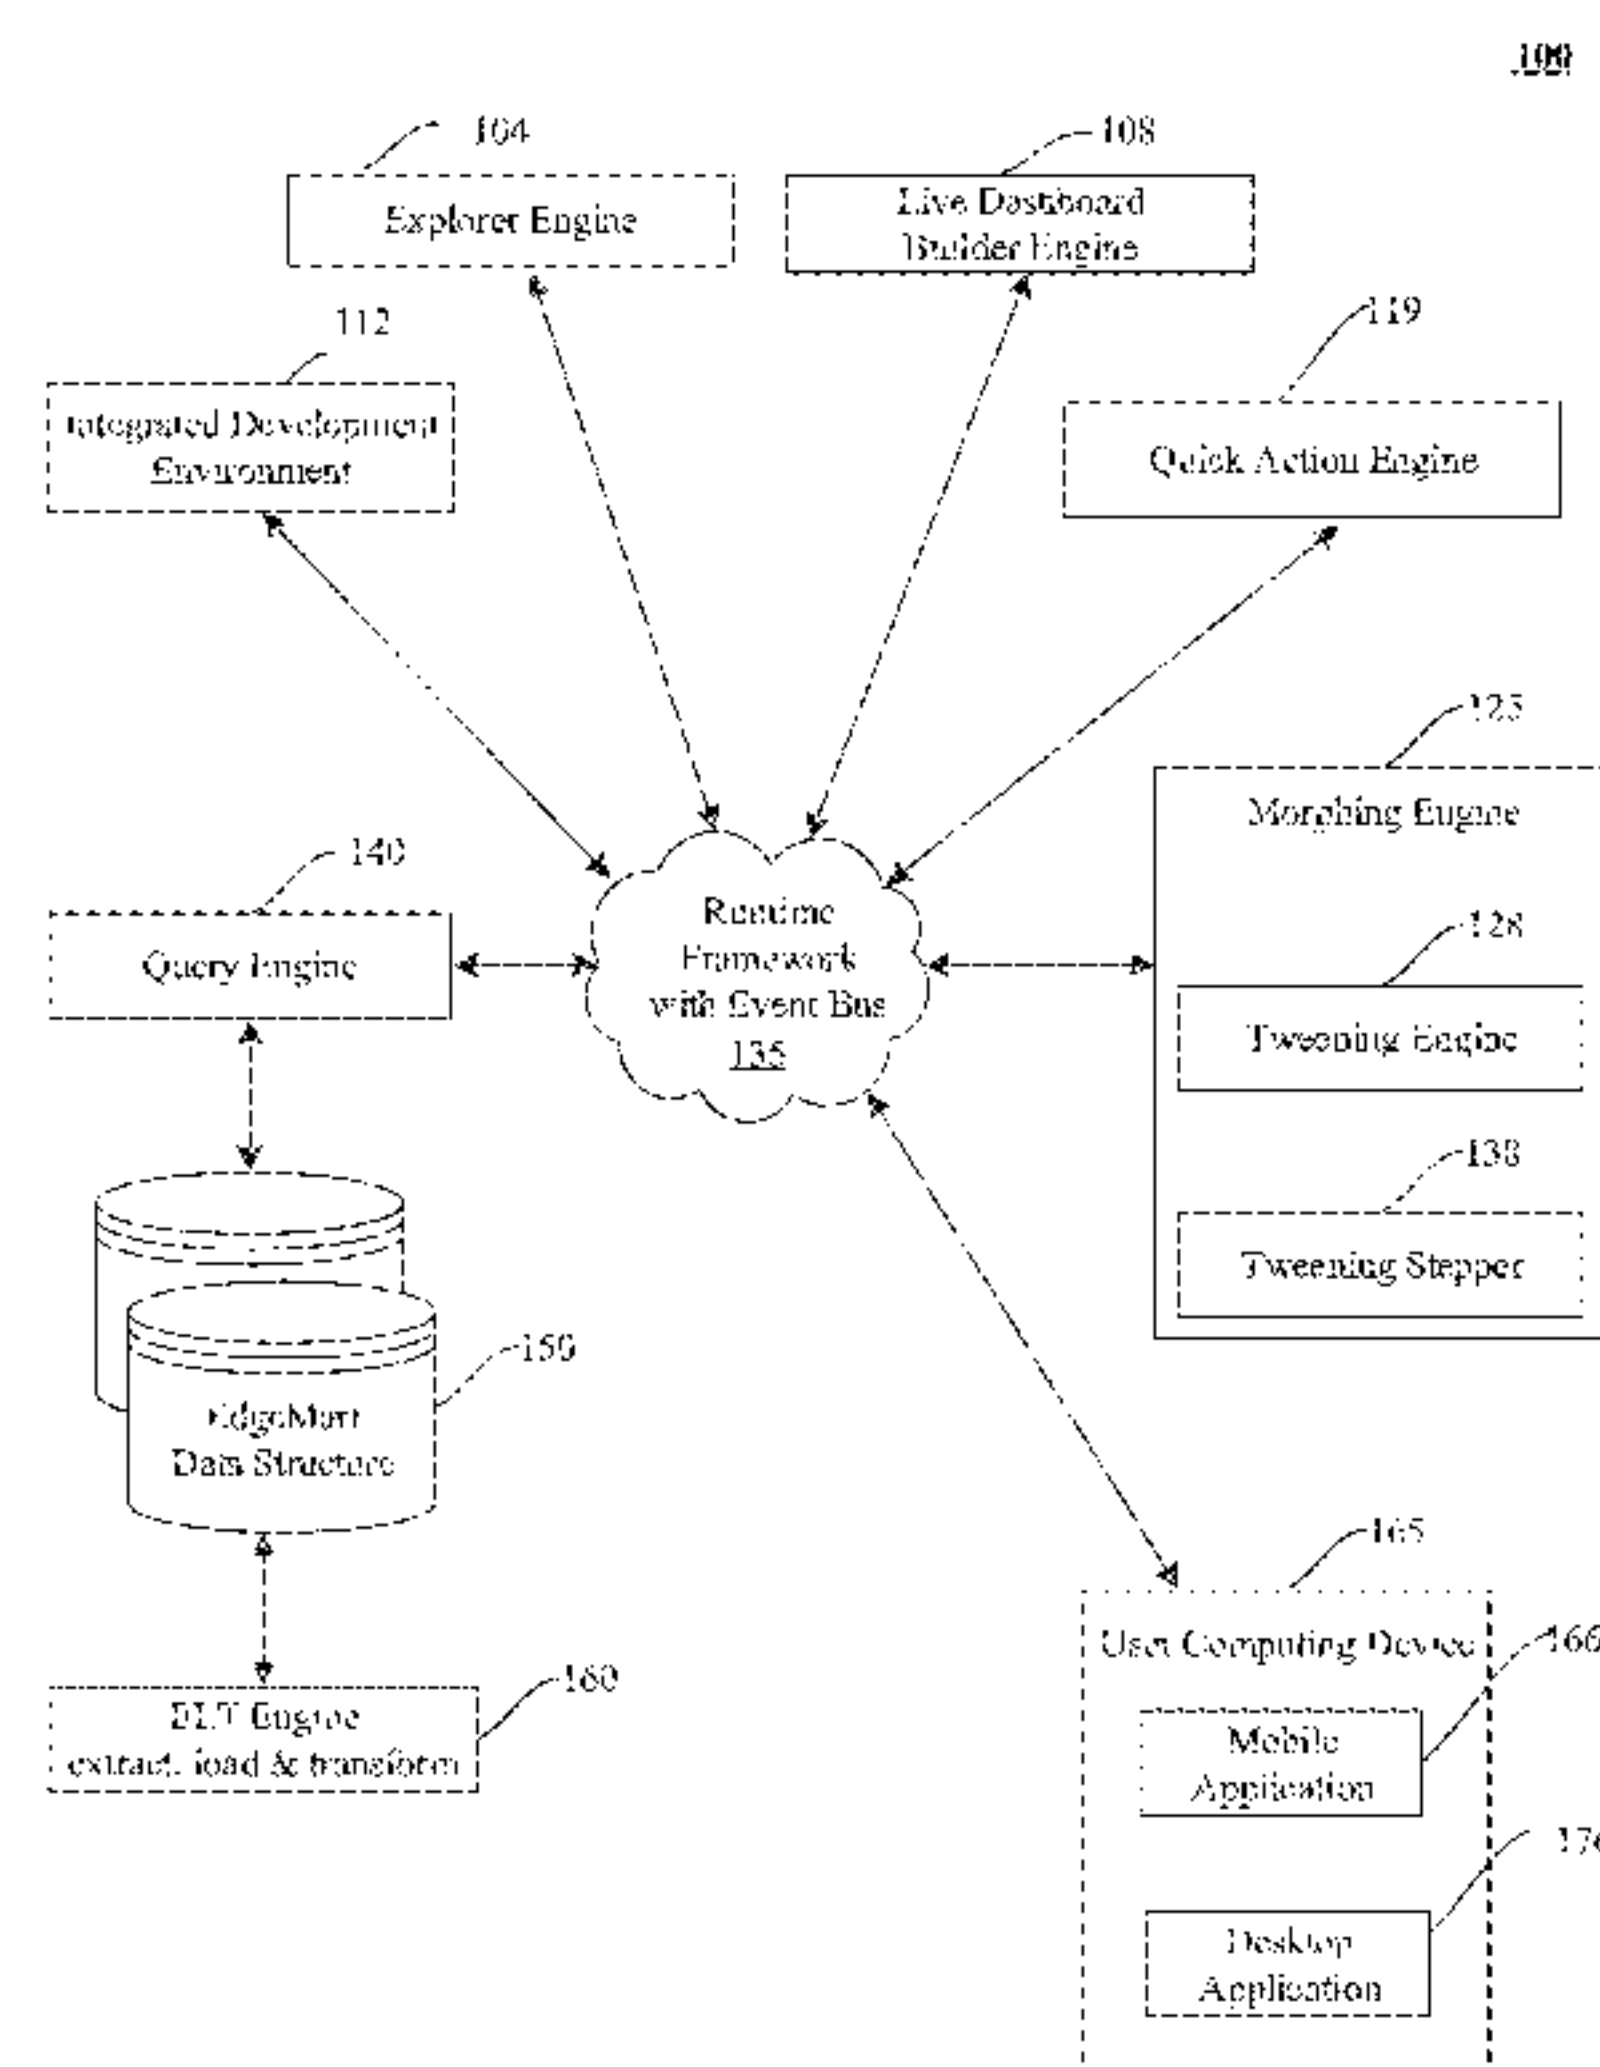 100
104
108
Explorer Engine
Live Dashboard
Builder Engine
112
119
Integrated Development
Environment
Quick Action Engine
125
Morphing Engine
140
Runtime
Framework
with Event Bus
135
Query Engine
128
Tweening Engine
138
Tweening Stepper
150
EdgeMart
Data Structure
165
User Computing Device
166
160
ELT Engine
extract, load & transform
Mobile
Application
176
Desktop
Application